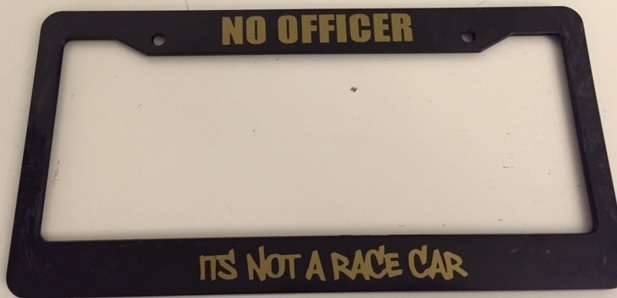 NO OFFICER
ITS NOT A RACE CAR